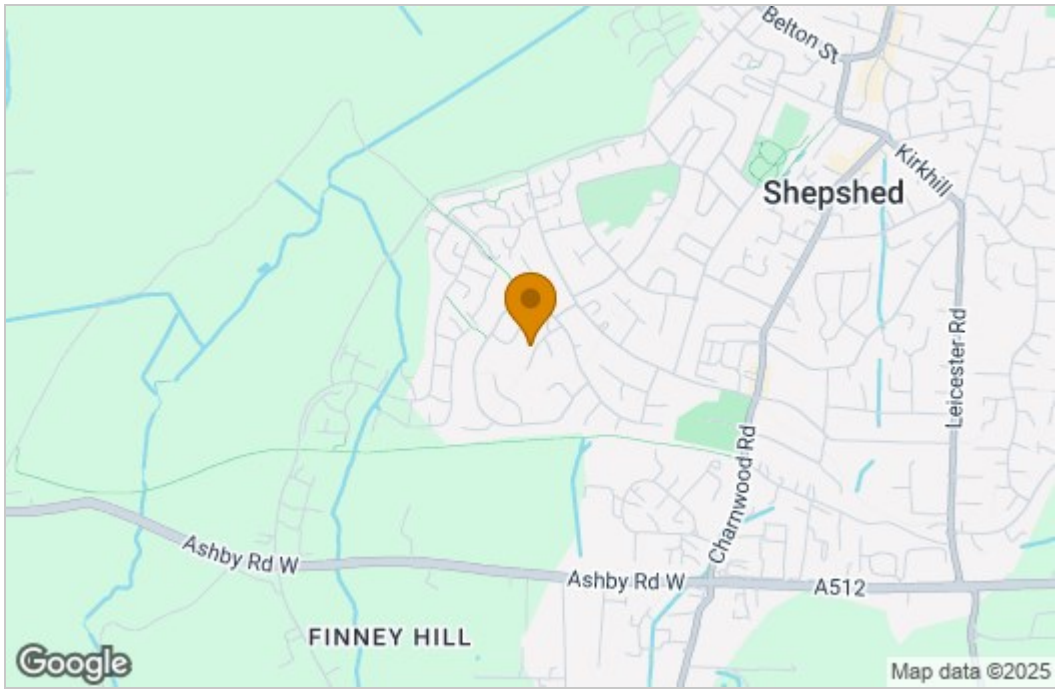 Belton St
Kirkhill
Shepshed
Leicester Rd
Charnwood Rd
Ashby Rd W
Ashby Rd W
A512
FINNEY HILL
Google
Map data ©2025